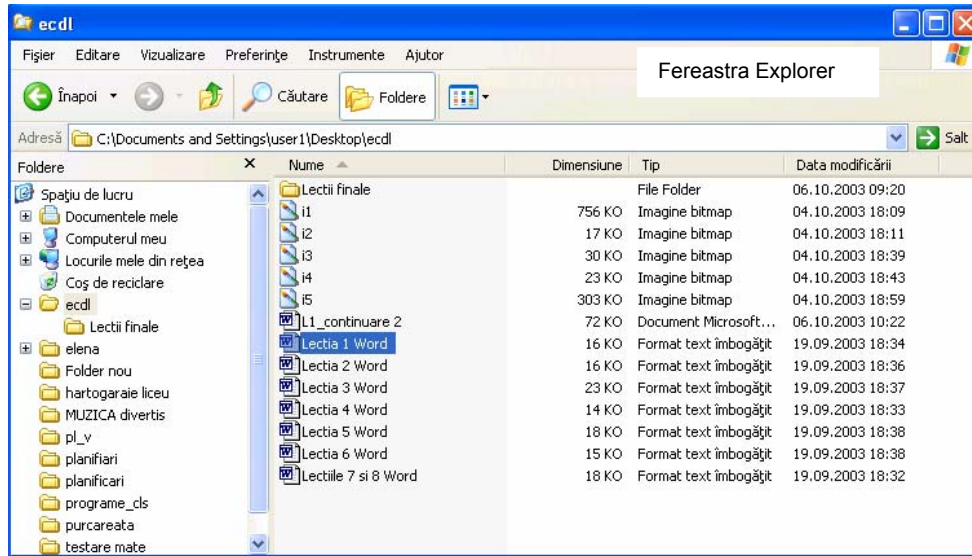 ecdl
Fişier Editare Vizualizare Preferinţe Instrumente Ajutor
Fereastra Explorer
Înapoi Căutare Foldere
Adresă C:\Documents and Settings\user1\Desktop\ecdl Salt
Foldere x Nume Dimensiune Tip Data modificării
Spaţiu de lucru
Documentele mele
Computerul meu
Locurile mele din reţea
Coş de reciclare
ecdl
Lectii finale
elena
Folder nou
hartogaraie liceu
MUZICA divertis
pl_v
planifiari
planificari
programe_cls
purcareata
testare mate
Lectii finale File Folder 06.10.2003 09:20
i1 756 KO Imagine bitmap 04.10.2003 18:09
i2 17 KO Imagine bitmap 04.10.2003 18:11
i3 30 KO Imagine bitmap 04.10.2003 18:39
i4 23 KO Imagine bitmap 04.10.2003 18:43
i5 303 KO Imagine bitmap 04.10.2003 18:59
L1_continuare 2 72 KO Document Microsoft... 06.10.2003 10:22
Lectia 1 Word 16 KO Format text îmbogăţit 19.09.2003 18:34
Lectia 2 Word 16 KO Format text îmbogăţit 19.09.2003 18:36
Lectia 3 Word 23 KO Format text îmbogăţit 19.09.2003 18:37
Lectia 4 Word 14 KO Format text îmbogăţit 19.09.2003 18:33
Lectia 5 Word 18 KO Format text îmbogăţit 19.09.2003 18:38
Lectia 6 Word 15 KO Format text îmbogăţit 19.09.2003 18:38
Lectiile 7 si 8 Word 18 KO Format text îmbogăţit 19.09.2003 18:32